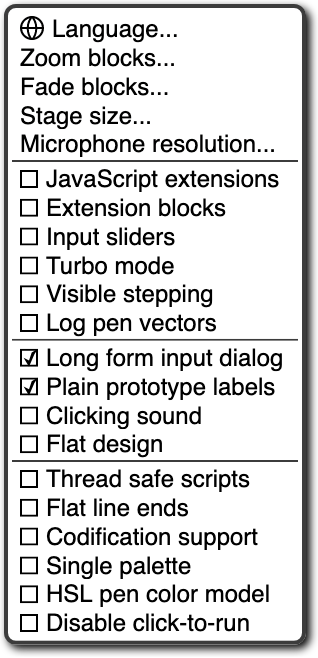 Language...
Zoom blocks...
Fade blocks...
Stage size...
Microphone resolution...
JavaScript extensions
Extension blocks
Input sliders
Turbo mode
Visible stepping
Log pen vectors
Long form input dialog
Plain prototype labels
Clicking sound
Flat design
Thread safe scripts
Flat line ends
Codification support
Single palette
HSL pen color model
Disable click-to-run